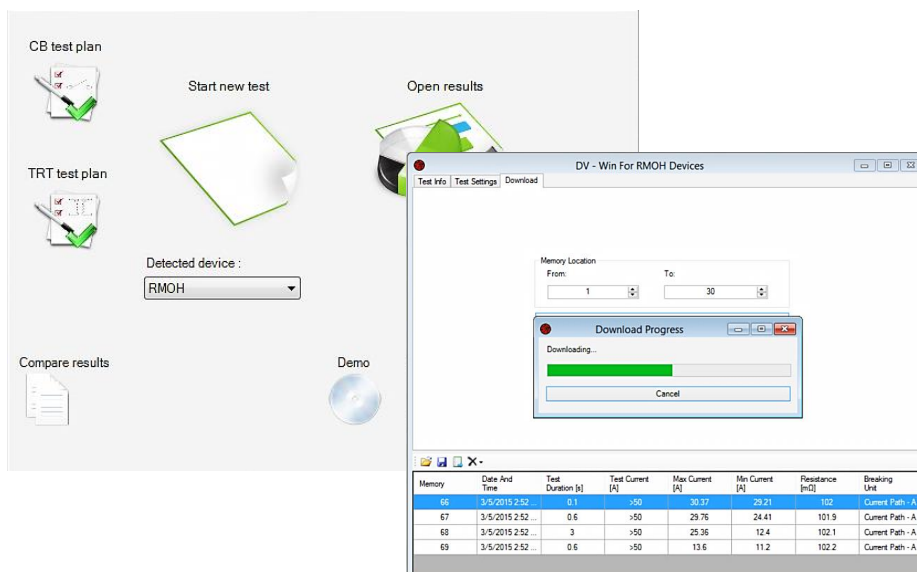 CB test plan
Start new test
Open results
TRT test plan
Detected device :
RMOH
Compare results
Demo
DV - Win For RMOH Devices
Test Info Test Settings Download
Memory Location
From: To:
1 30
Download Progress
Downloading...
Cancel
Memory Date And Time Test Duration [s] Test Current [A] Max Current [A] Min Current [A] Resistance [mΩ] Breaking Unit
66 3/5/2015 2:52 ... 0.1 >50 30.37 29.21 102 Current Path - A
67 3/5/2015 2:52 ... 0.6 >50 29.76 24.41 101.9 Current Path - A
68 3/5/2015 2:52 ... 3 >50 25.36 12.4 102.1 Current Path - A
69 3/5/2015 2:52 ... 0.6 >50 13.6 11.2 102.2 Current Path - A